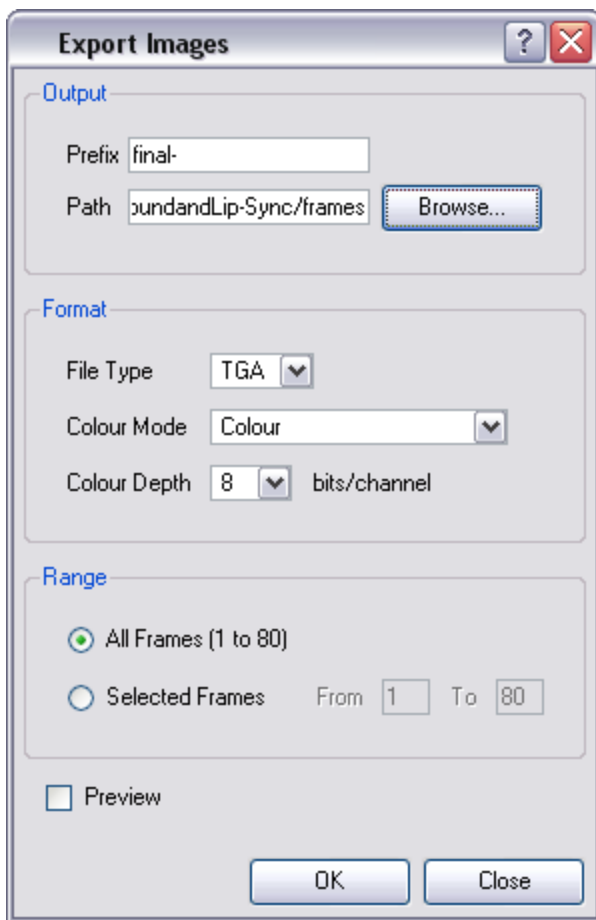 Export Images
?
Output
Prefix final-
Path oundandLip-Sync/frames Browse...
Format
File Type TGA
Colour Mode Colour
Colour Depth 8 bits/channel
Range
All Frames (1 to 80)
Selected Frames From 1 To 80
Preview
OK Close